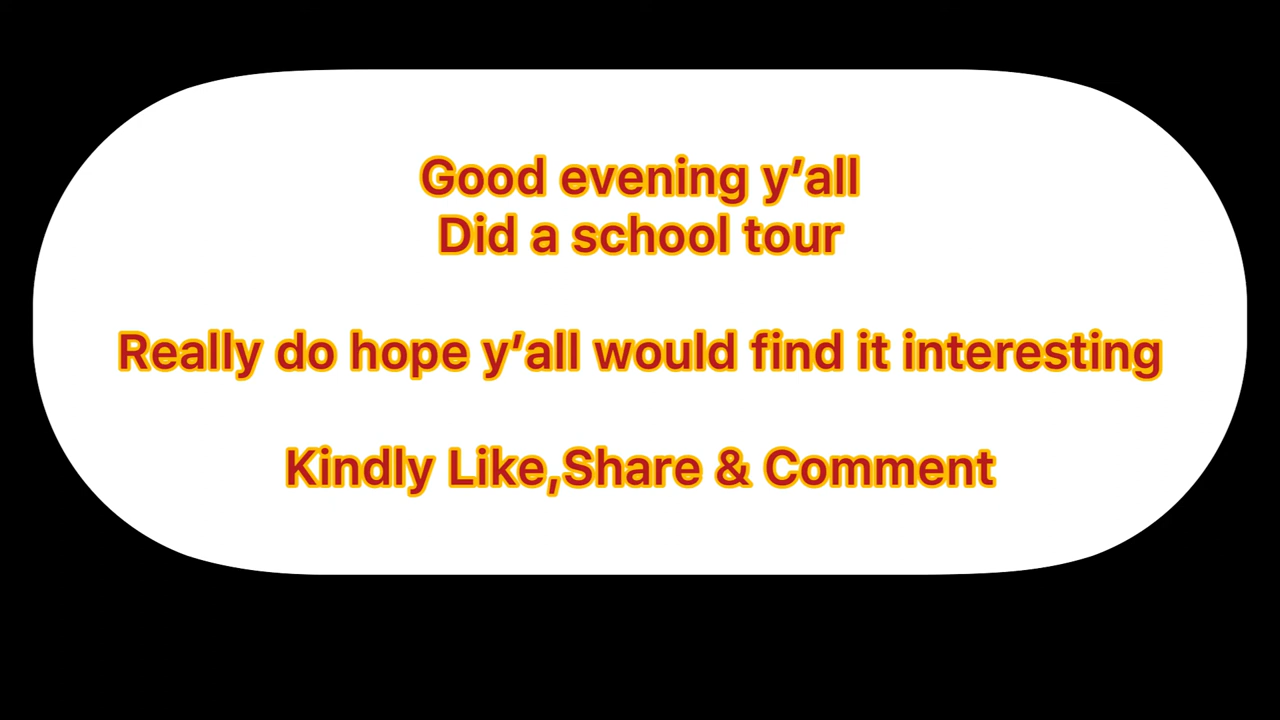 Good evening y’all
Did a school tour
Really do hope y’all would find it interesting
Kindly Like,Share & Comment